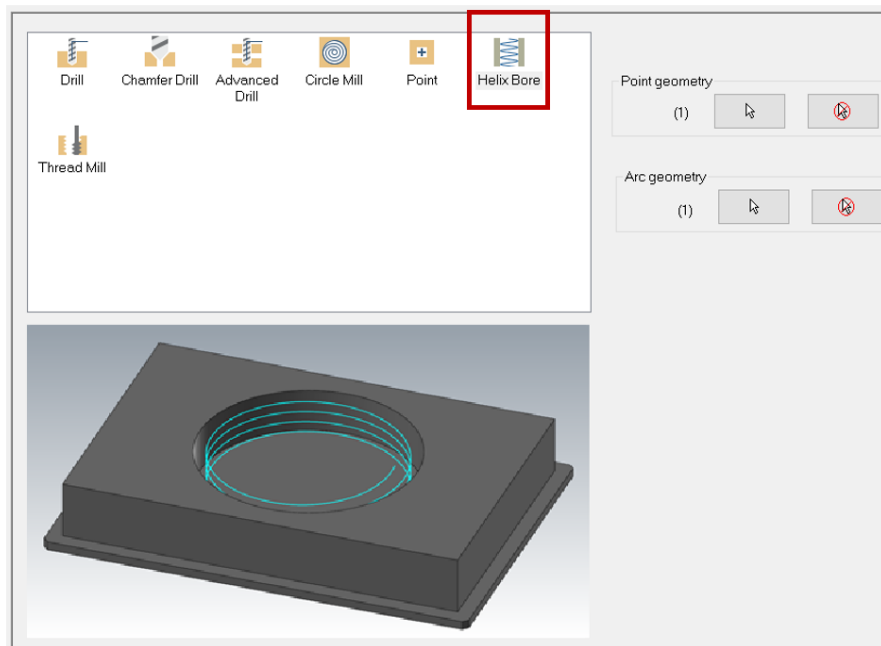 Drill
Chamfer Drill
Advanced
Drill
Circle Mill
Point
Helix Bore
Thread Mill
Point geometry
(1)
Arc geometry
(1)